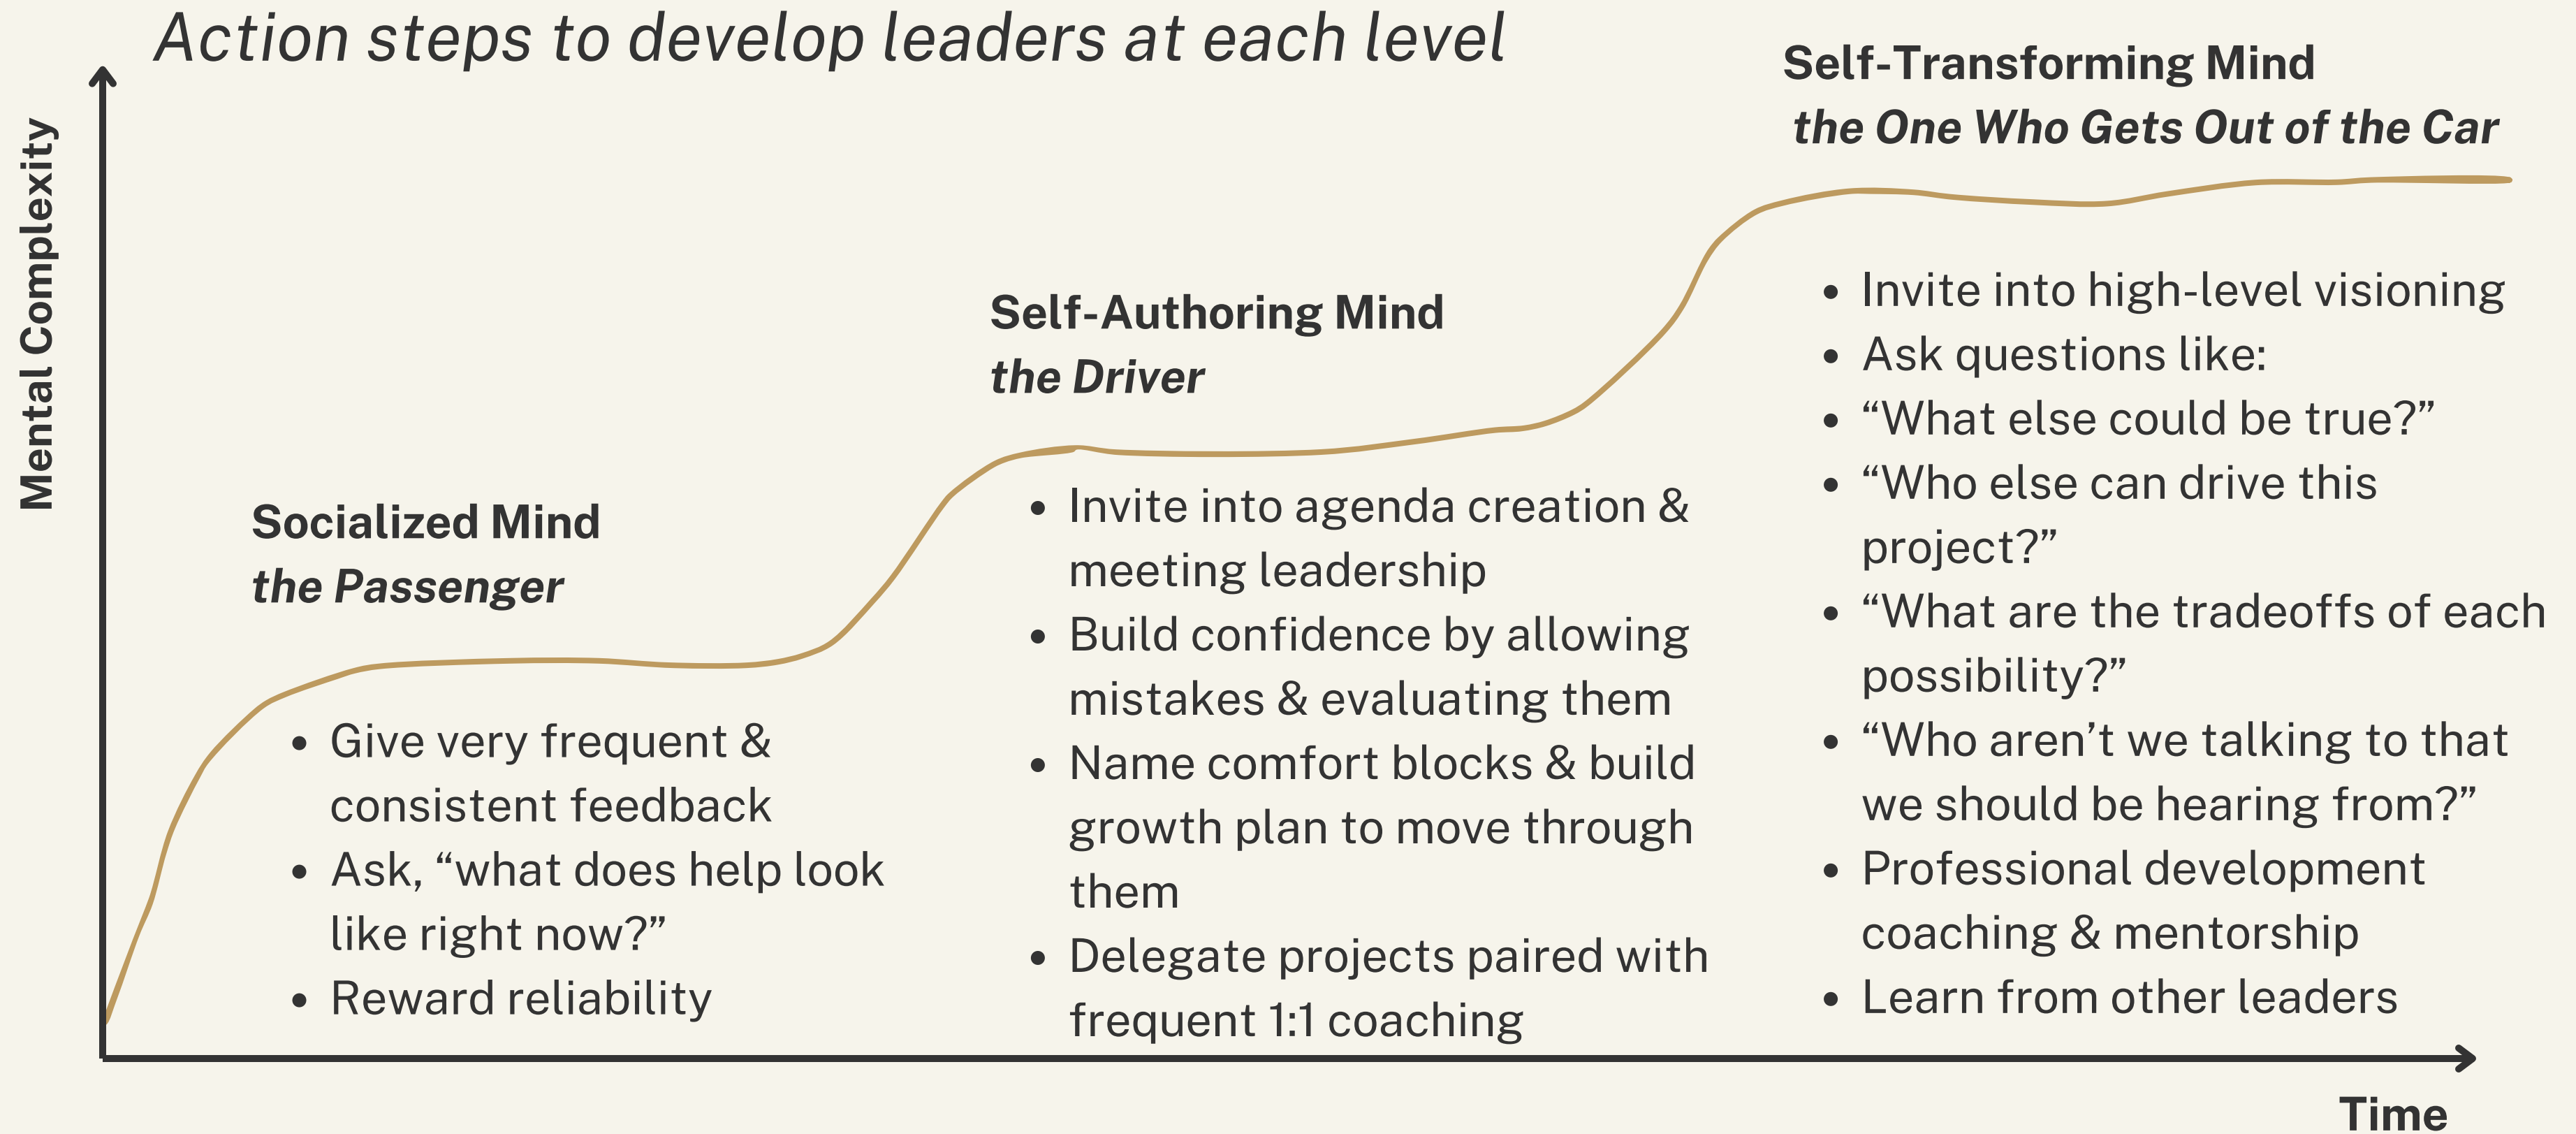 Action steps to develop leaders at each level
Mental Complexity
Socialized Mind
the Passenger
• Give very frequent &
consistent feedback
• Ask, “what does help look
like right now?”
• Reward reliability
Self-Authoring Mind
the Driver
• Invite into agenda creation &
meeting leadership
• Build confidence by allowing
mistakes & evaluating them
• Name comfort blocks & build
growth plan to move through
them
• Delegate projects paired with
frequent 1:1 coaching
Self-Transforming Mind
the One Who Gets Out of the Car
• Invite into high-level visioning
• Ask questions like:
• “What else could be true?”
• “Who else can drive this
project?”
• “What are the tradeoffs of each
possibility?”
• “Who aren’t we talking to that
we should be hearing from?”
• Professional development
coaching & mentorship
• Learn from other leaders
Time